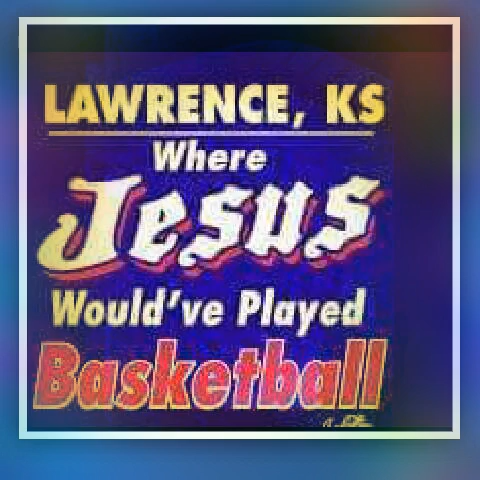 LAWRENCE, KS
Where
Jesus
Would've Played
Basketball